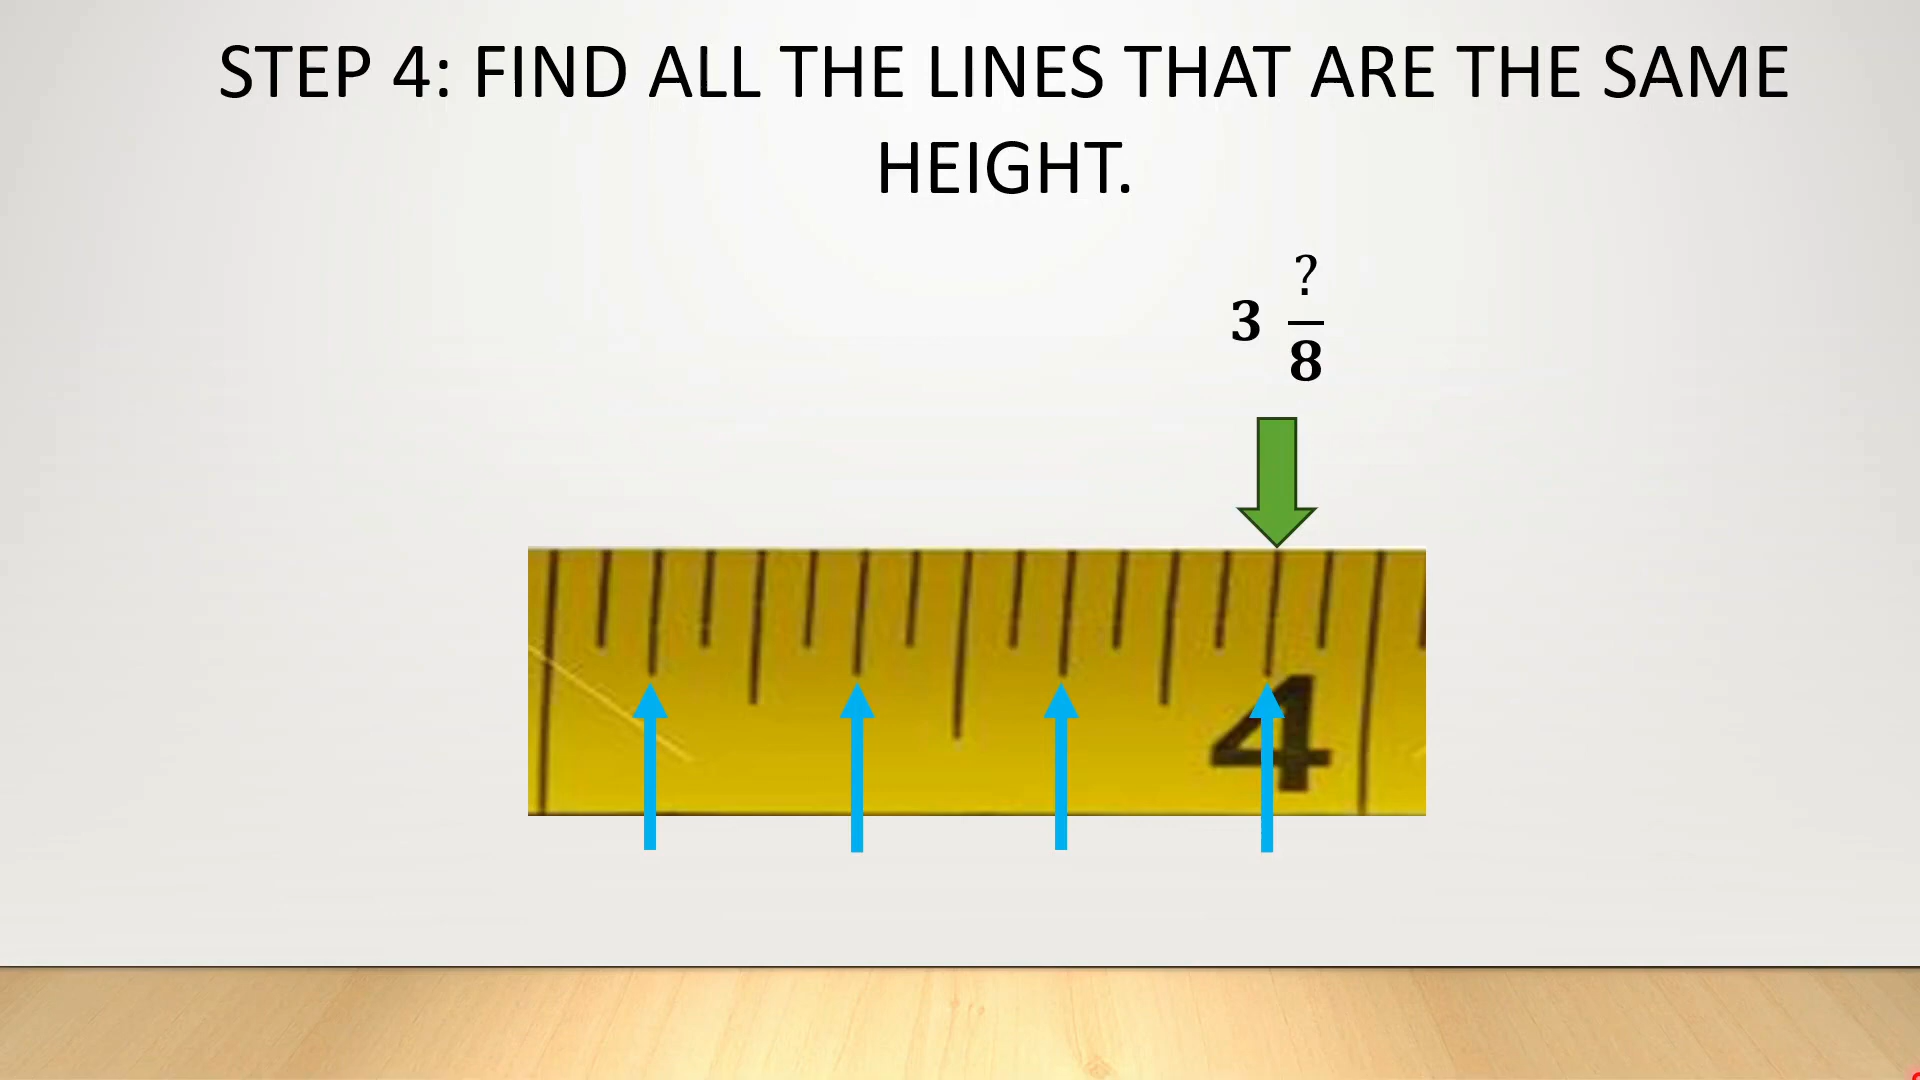 STEP 4: FIND ALL THE LINES THAT ARE THE SAME
HEIGHT.
3 ?/8
4